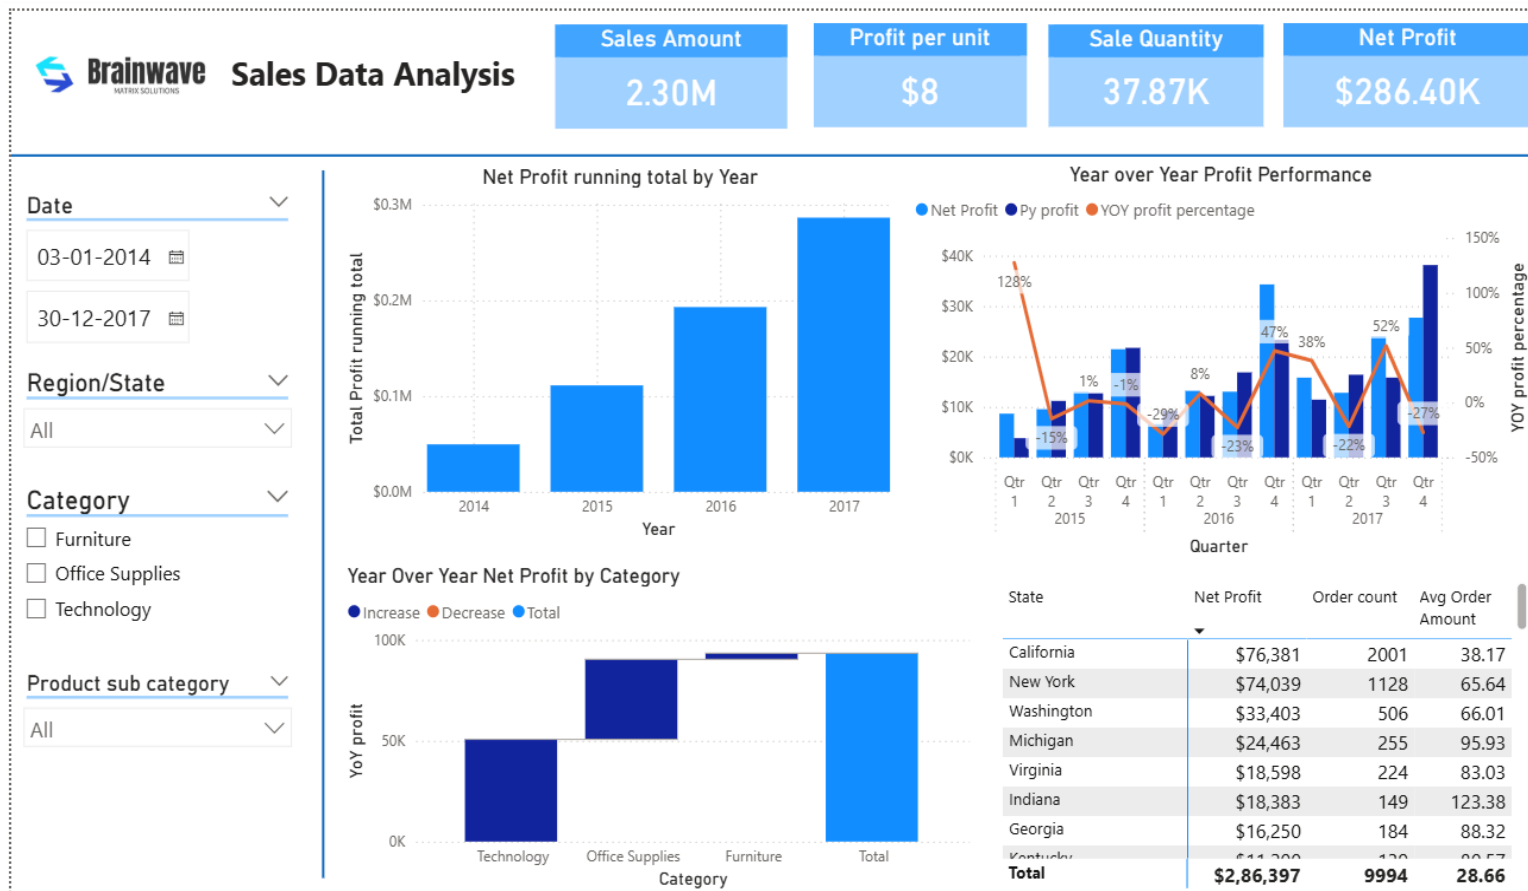 Brainwave
MATRIX SOLUTIONS
Sales Data Analysis
Sales Amount
2.30M
Profit per unit
$8
Sale Quantity
37.87K
Net Profit
$286.40K
Date
03-01-2014
30-12-2017
Region/State
All
Category
Furniture
Office Supplies
Technology
Product sub category
All
Net Profit running total by Year
Total Profit running total
$0.3M
$0.2M
$0.1M
$0.0M
2014 2015 2016 2017
Year
Year over Year Profit Performance
Net Profit Py profit YOY profit percentage
$40K
$30K
$20K
$10K
$0K
150%
100%
50%
0%
-50%
YOY profit percentage
128% -15% 1% -1% -29% 8% -23% 47% 38% -22% 52% -27%
Qtr Qtr Qtr Qtr Qtr Qtr Qtr Qtr Qtr Qtr Qtr Qtr
1 2 3 4 1 2 3 4 1 2 3 4
2015 2016 2017
Quarter
Year Over Year Net Profit by Category
Increase Decrease Total
YoY profit
100K
50K
0K
Technology Office Supplies Furniture Total
Category
State Net Profit Order count Avg Order
Amount
California $76,381 2001 38.17
New York $74,039 1128 65.64
Washington $33,403 506 66.01
Michigan $24,463 255 95.93
Virginia $18,598 224 83.03
Indiana $18,383 149 123.38
Georgia $16,250 184 88.32
Kentucky
Total $2,86,397 9994 28.66